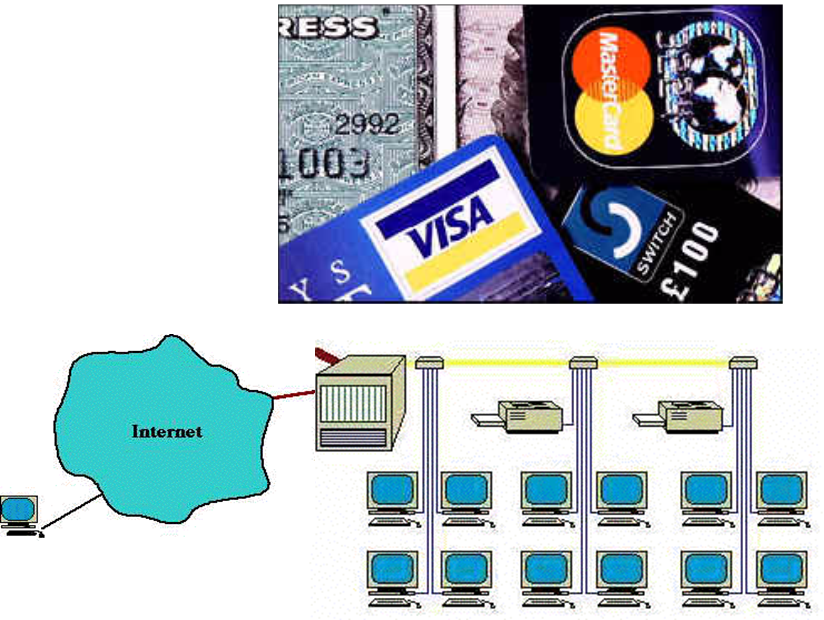 RESS
2992
1003
MasterCard
VISA
Y S
SWITCH
£100
Internet